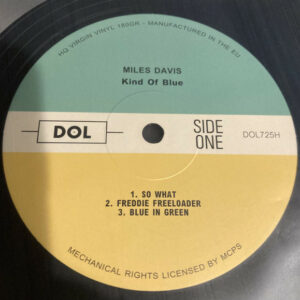 HQ VIRGIN VINYL 180GR - MANUFACTURED IN THE EU
MILES DAVIS
Kind Of Blue
DOL
SIDE
ONE
DOL725H
1. SO WHAT
2. FREDDIE FREELOADER
3. BLUE IN GREEN
MECHANICAL RIGHTS LICENSED BY MCPS